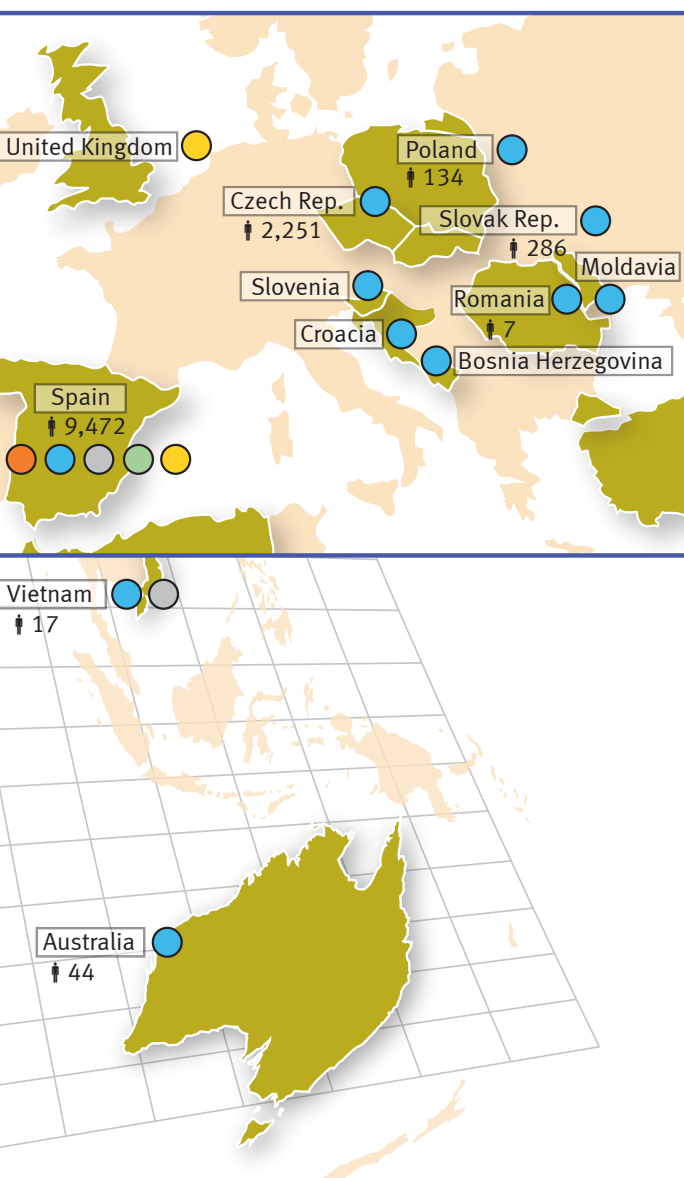 United Kingdom
Poland
134
Czech Rep.
2,251
Slovak Rep.
286
Moldavia
Slovenia
Romania
7
Croacia
Bosnia Herzegovina
Spain
9,472
Vietnam
17
Australia
44